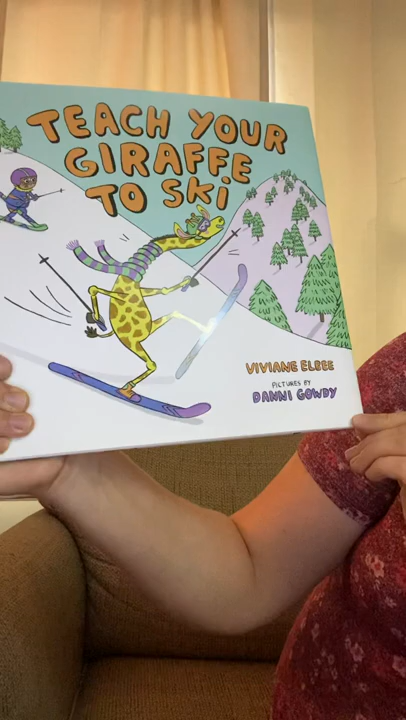 TEACH YOUR
GIRAFFE
TO SKi
VIVIANE ELBEE
PICTURES BY
DANNI GOWDY